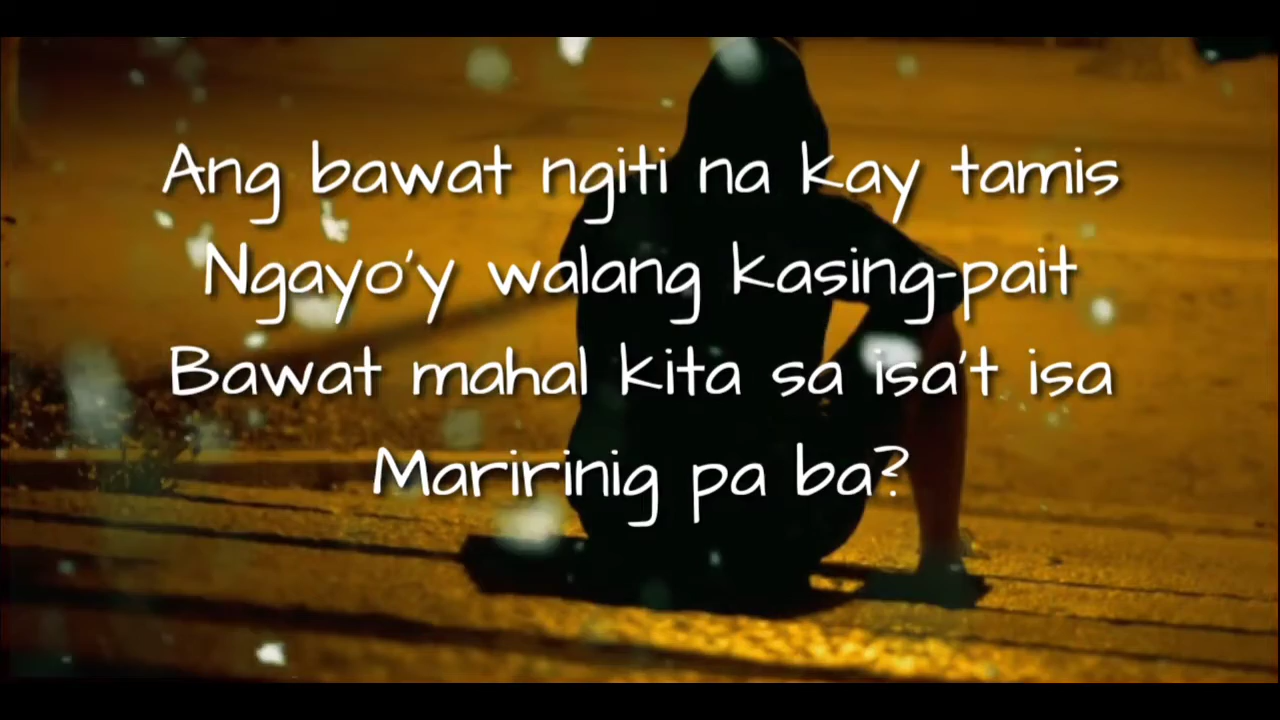 Ang bawat ngiti na kay tamis
Ngayo'y walang kasing-pait
Bawat mahal kita sa isa't isa
Maririnig pa ba?